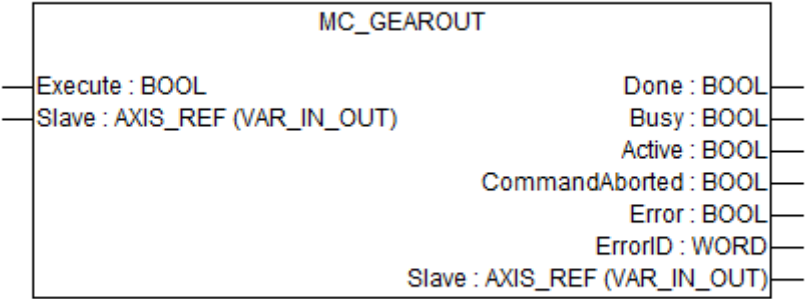 MC_GEAROUT
Execute : BOOL Done : BOOL
Slave : AXIS_REF (VAR_IN_OUT) Busy : BOOL
Active : BOOL
CommandAborted : BOOL
Error : BOOL
ErrorID : WORD
Slave : AXIS_REF (VAR_IN_OUT)